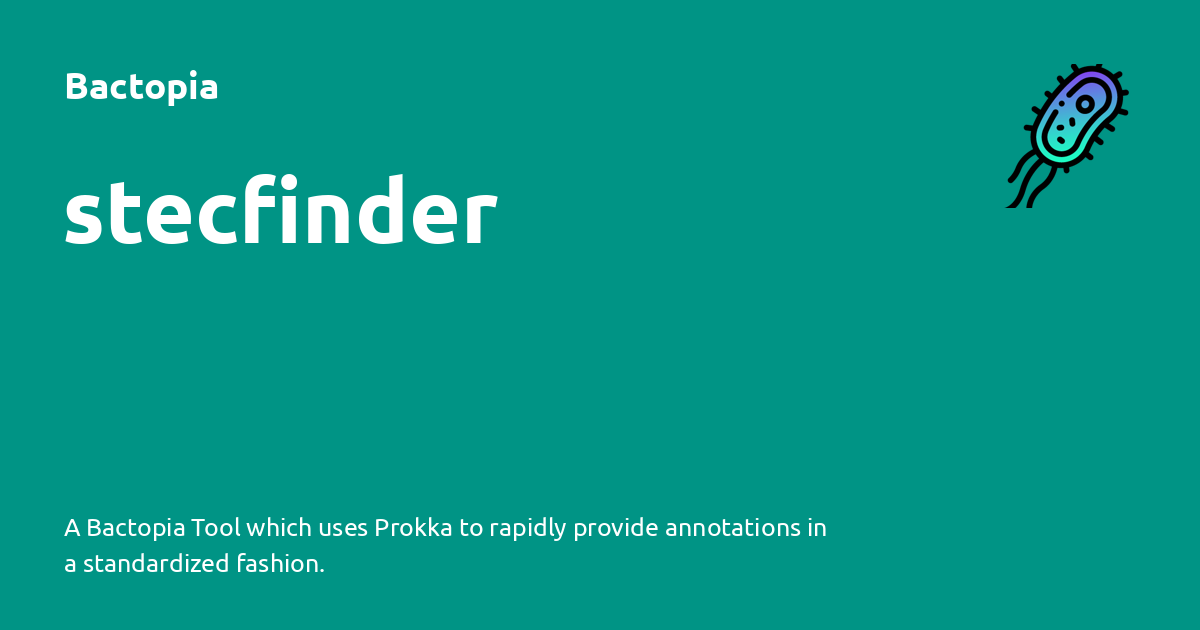 Bactopia
stecfinder
A Bactopia Tool which uses Prokka to rapidly provide annotations in
a standardized fashion.